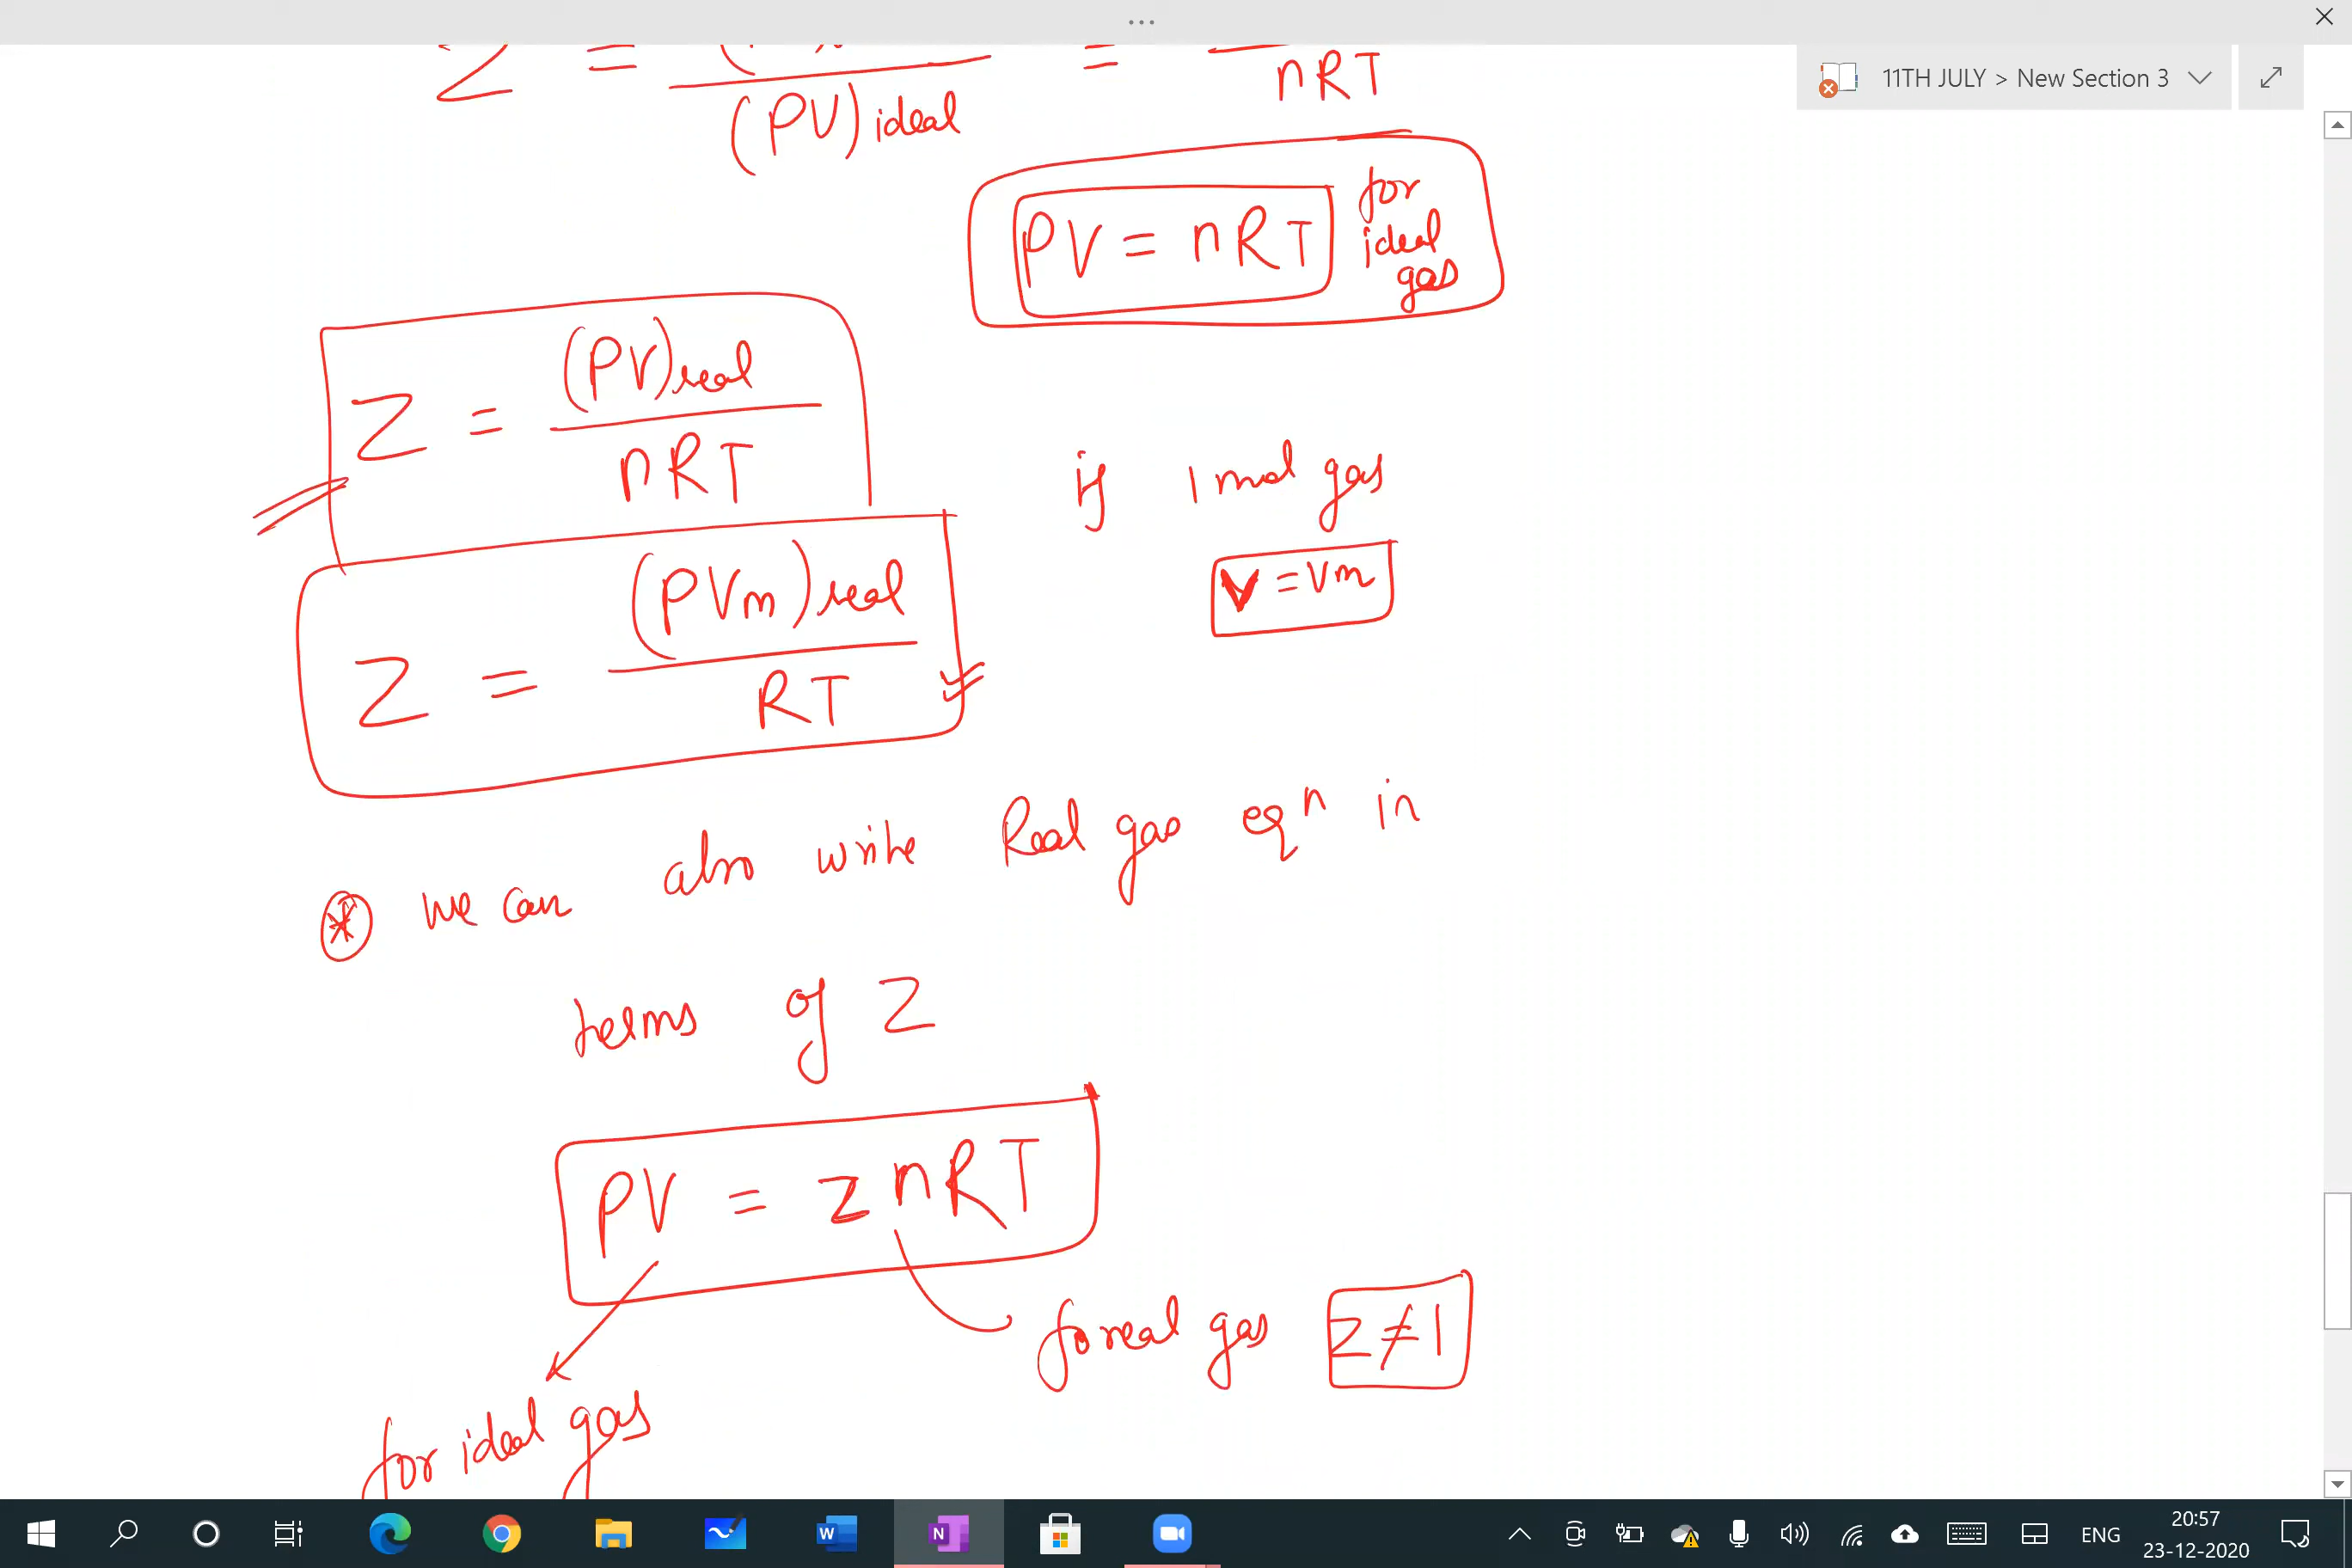 ...
11TH JULY > New Section 3
Z = (PV)ideal = nRT
PV = nRT for ideal gas
Z = (PV)real / nRT
if 1 mol gas
V = Vm
Z = (PVm)real / RT
* We can also write Real gas eqn in
terms of Z
PV = Z nRT
for real gas Z ≠ 1
for ideal gas
N
W
ENG
20:57
23-12-2020